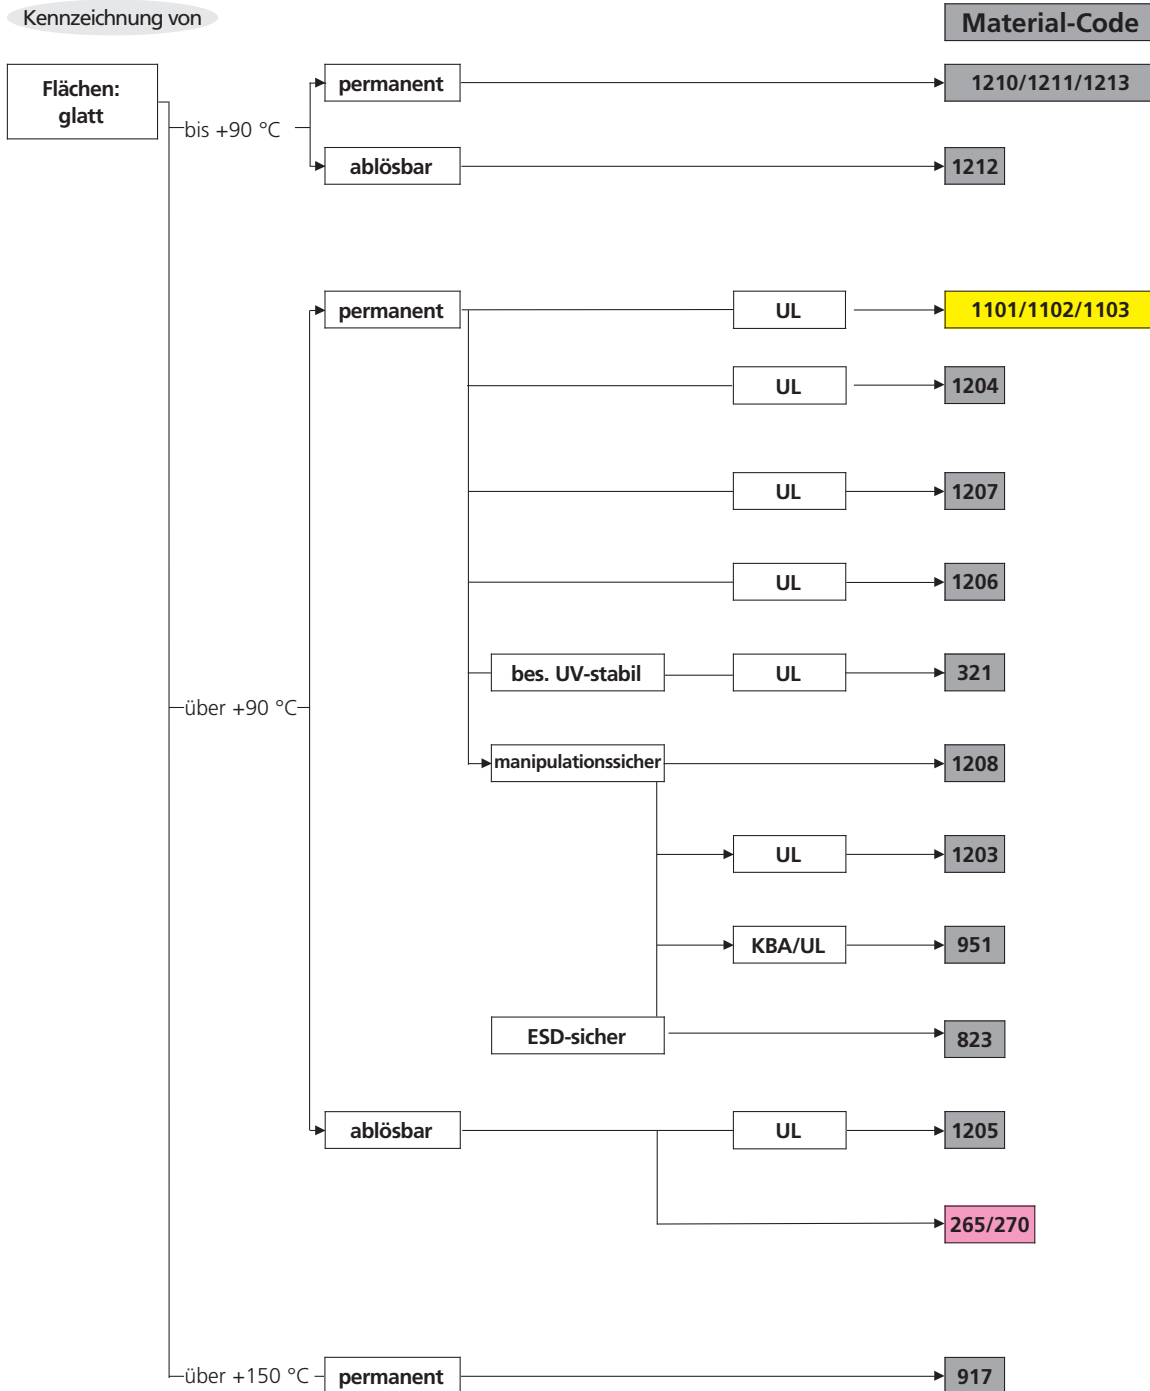 Kennzeichnung von
Material-Code
Flächen:
glatt
bis +90 °C
permanent
1210/1211/1213
ablösbar
1212
über +90 °C
permanent
UL
1101/1102/1103
UL
1204
UL
1207
UL
1206
bes. UV-stabil
UL
321
manipulationssicher
1208
UL
1203
KBA/UL
951
ESD-sicher
823
ablösbar
UL
1205
265/270
über +150 °C
permanent
917